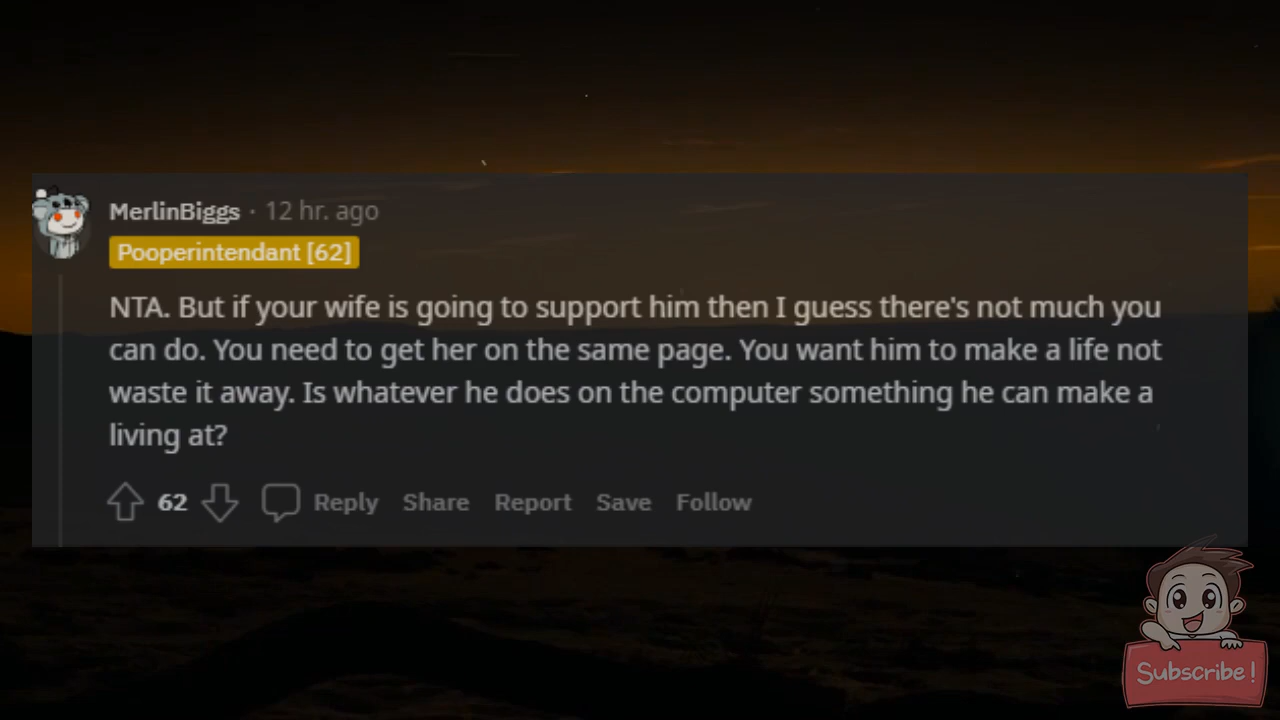 MerlinBiggs · 12 hr. ago
Pooperintendant [62]
NTA. But if your wife is going to support him then I guess there's not much you
can do. You need to get her on the same page. You want him to make a life not
waste it away. Is whatever he does on the computer something he can make a
living at?
62 Reply Share Report Save Follow
Subscribe!